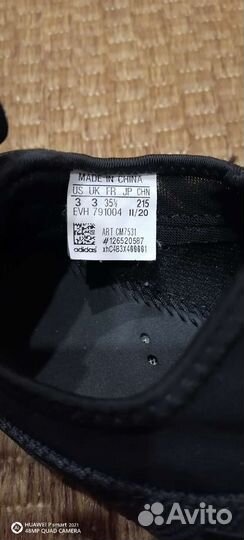 MADE IN CHINA
US UK FR JP CHN
3 3 35½ 215
EVH 791004 11/20
ART CM7531
#126520587
adidas
HUAWEI P smart 2021
48MP QUAD CAMERA
Avito